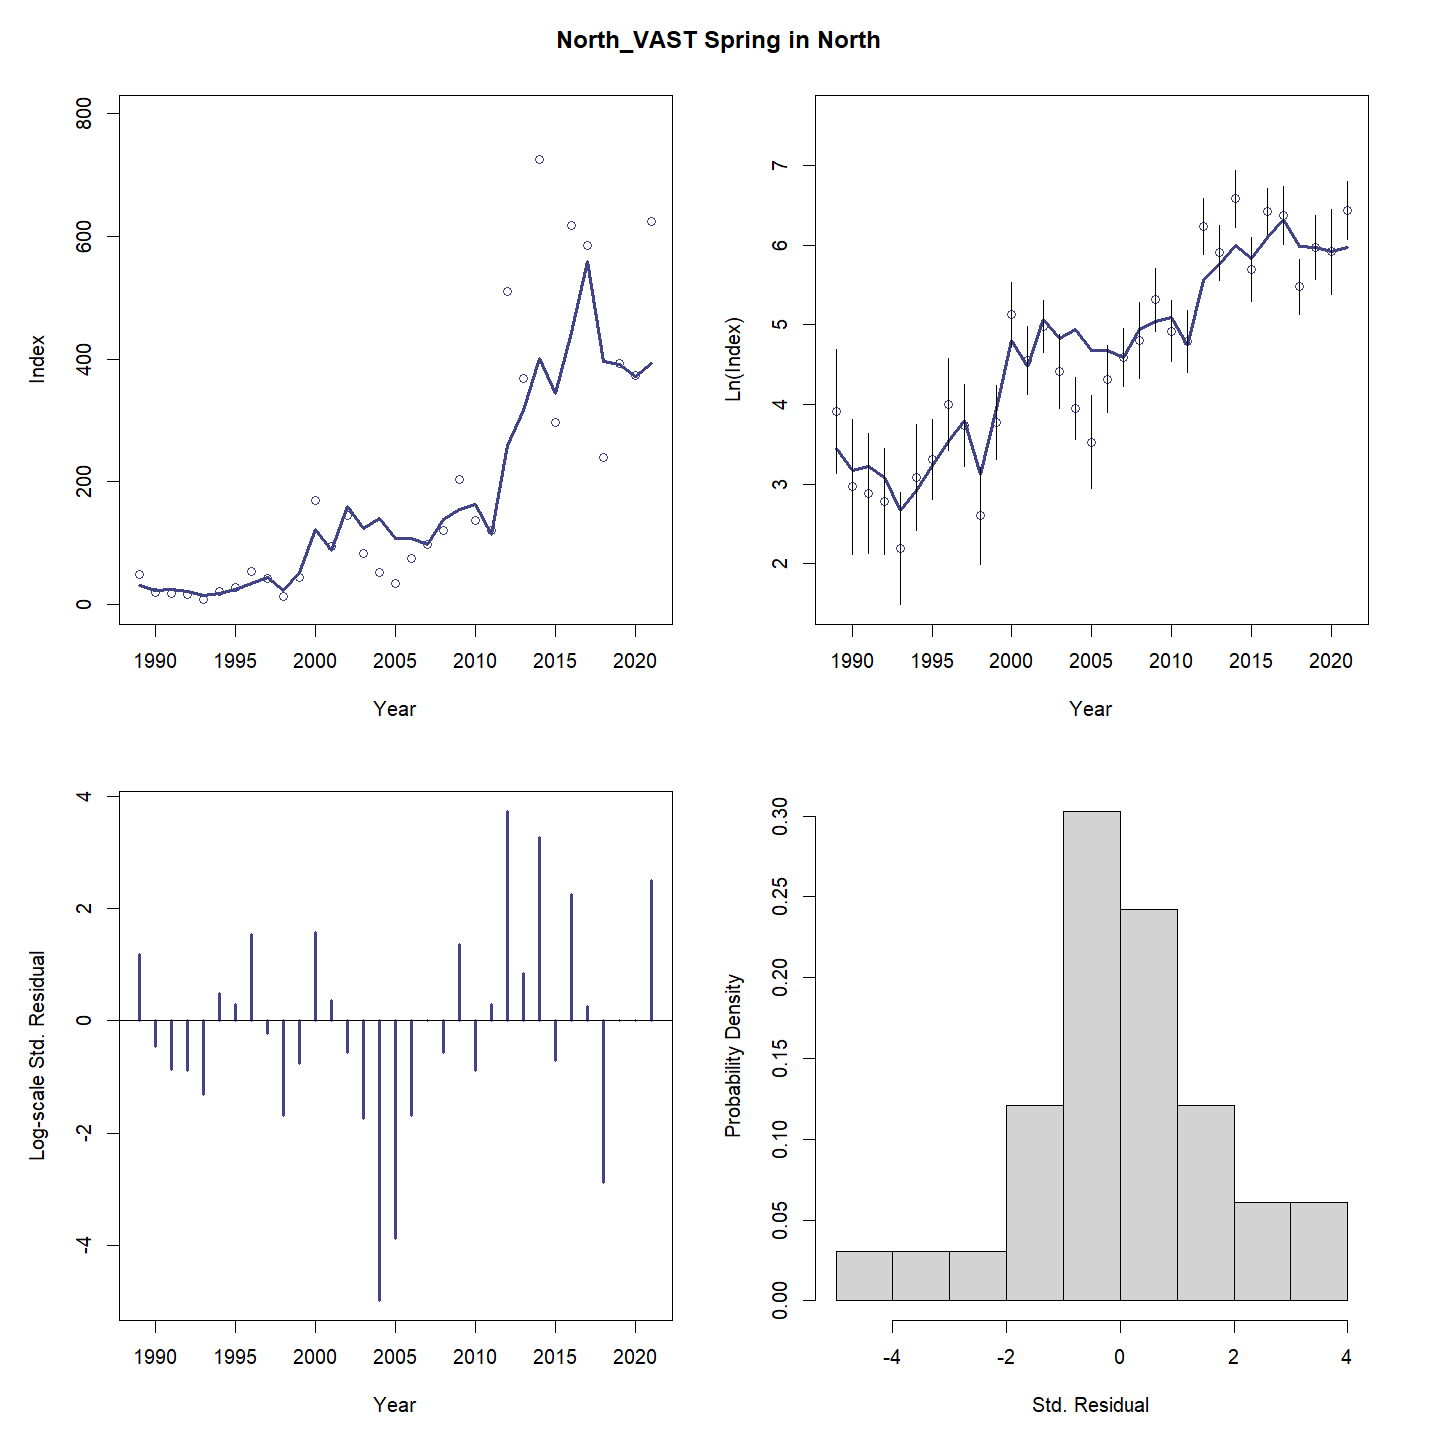 North_VAST Spring in North
Index
0
200
400
600
800
1990 1995 2000 2005 2010 2015 2020
Year
Ln(Index)
2
3
4
5
6
7
1990 1995 2000 2005 2010 2015 2020
Year
Log-scale Std. Residual
-4
-2
0
2
4
1990 1995 2000 2005 2010 2015 2020
Year
Probability Density
0.00
0.05
0.10
0.15
0.20
0.25
0.30
-4 -2 0 2 4
Std. Residual